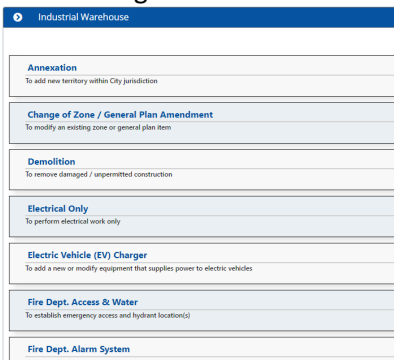 Industrial Warehouse
Annexation
To add new territory within City jurisdiction
Change of Zone / General Plan Amendment
To modify an existing zone or general plan item
Demolition
To remove damaged / unpermitted construction
Electrical Only
To perform electrical work only
Electric Vehicle (EV) Charger
To add a new or modify equipment that supplies power to electric vehicles
Fire Dept. Access & Water
To establish emergency access and hydrant location(s)
Fire Dept. Alarm System